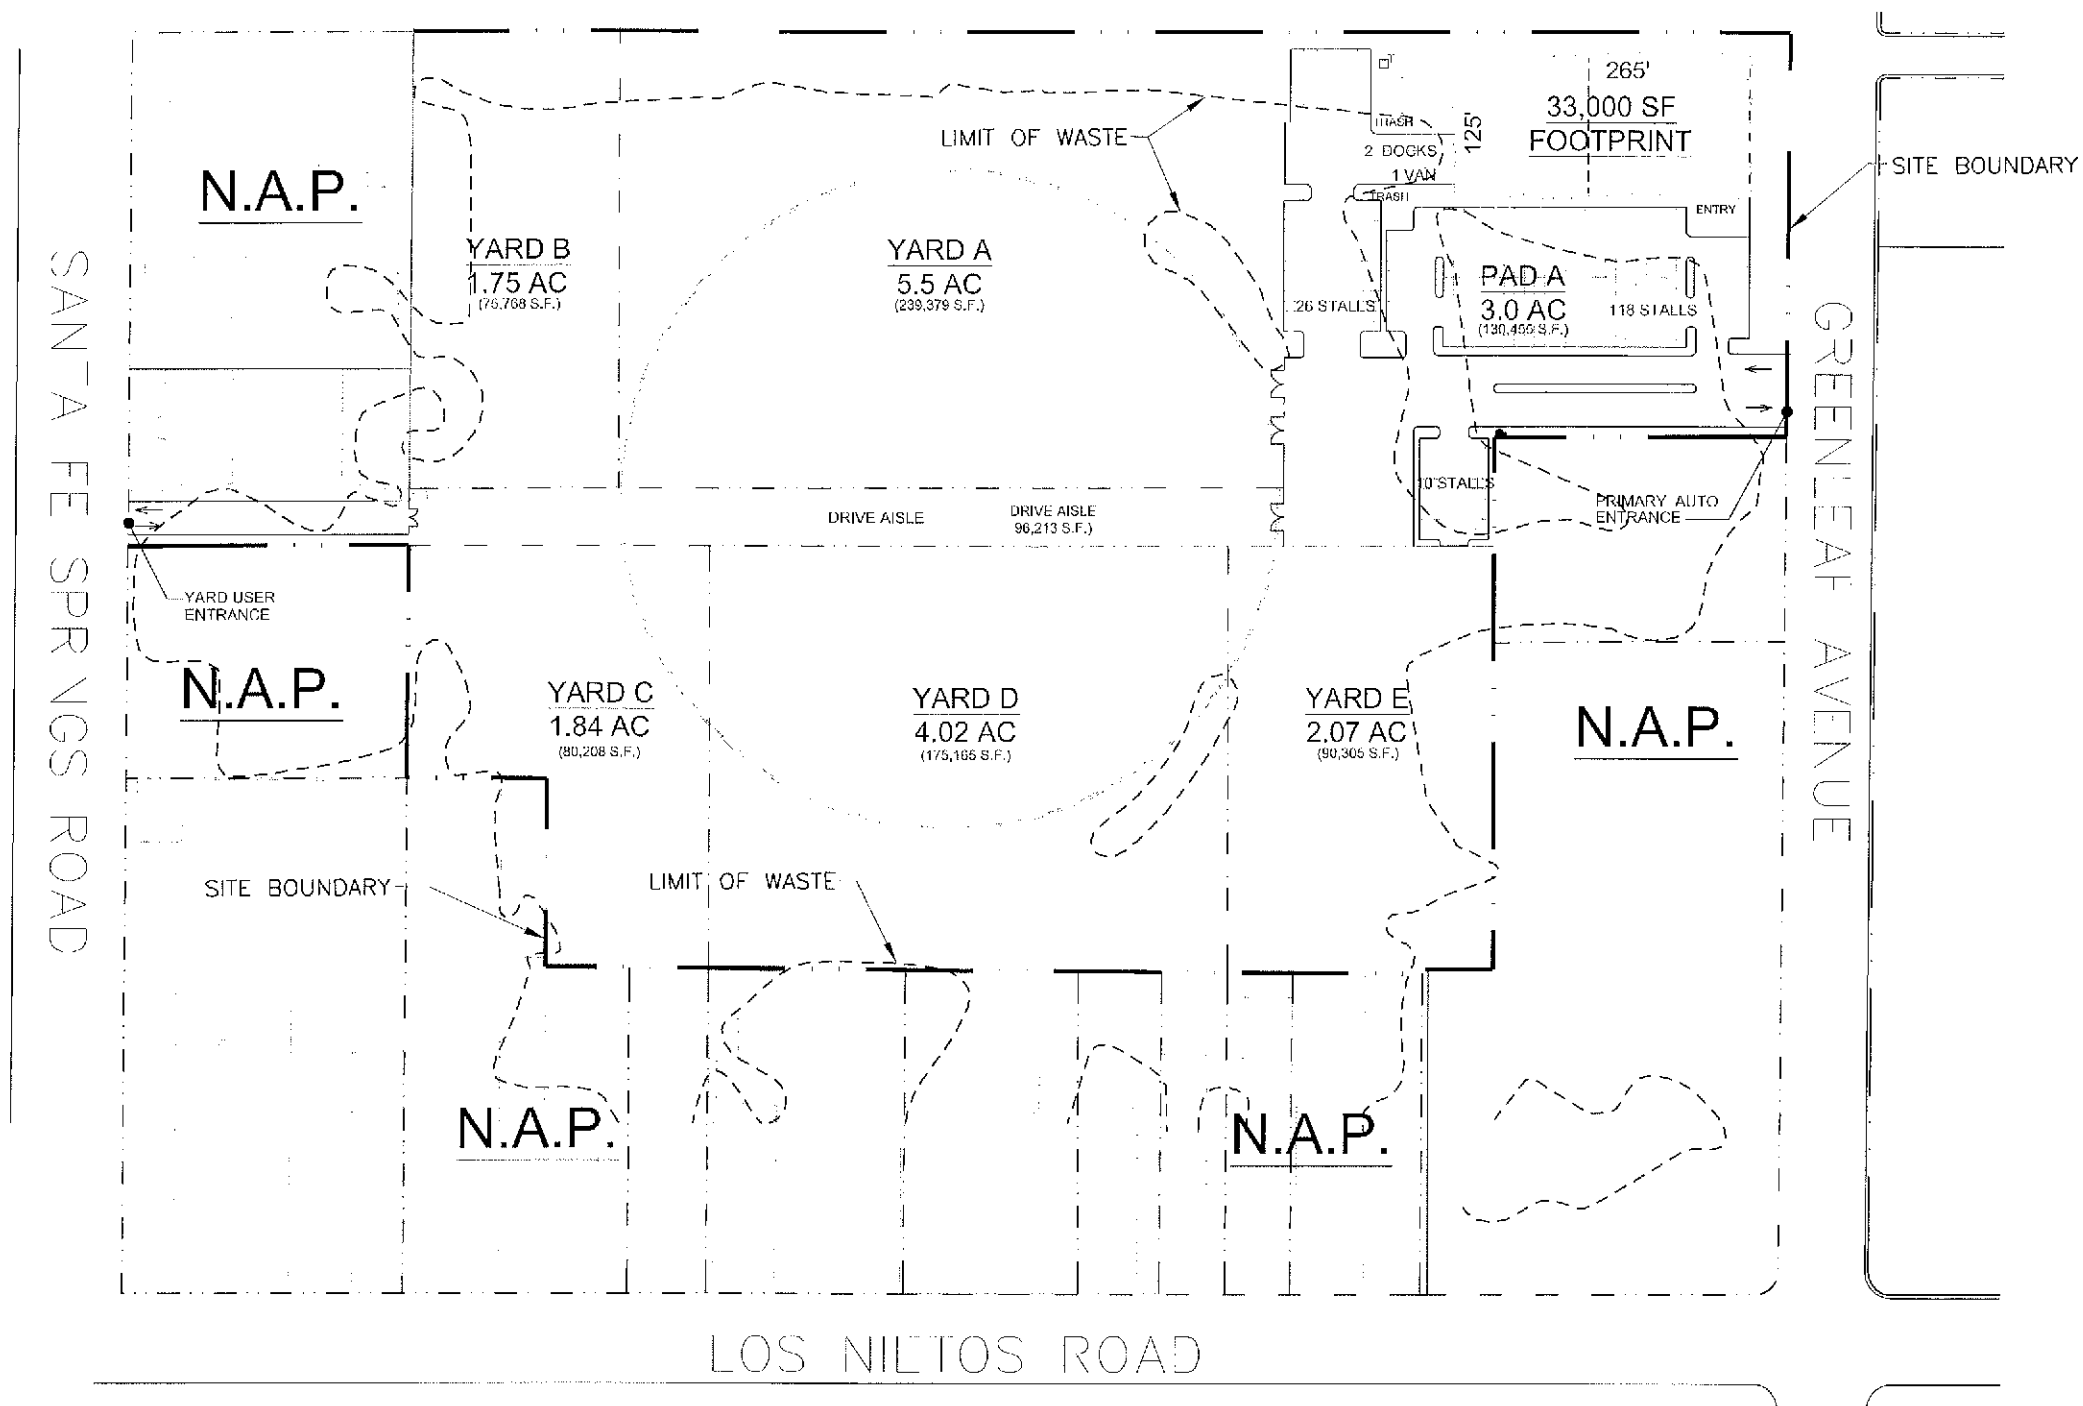 265'
33,000 SF
FOOTPRINT
125'
TRASH
2 DOCKS
1 VAN
TRASH
ENTRY
LIMIT OF WASTE
SITE BOUNDARY
N.A.P.
YARD B
1.75 AC
(75,768 S.F.)
YARD A
5.5 AC
(239,379 S.F.)
26 STALLS
PAD A
3.0 AC
118 STALLS
10 STALLS
PRIMARY AUTO
ENTRANCE
DRIVE AISLE
DRIVE AISLE
96,213 S.F.)
YARD USER
ENTRANCE
N.A.P.
YARD C
1.84 AC
(80,208 S.F.)
YARD D
4.02 AC
(175,165 S.F.)
YARD E
2.07 AC
(90,305 S.F.)
N.A.P.
SITE BOUNDARY
LIMIT OF WASTE
N.A.P.
N.A.P.
SANTA FE SPRINGS ROAD
GREENLEAF AVENUE
LOS NIETOS ROAD